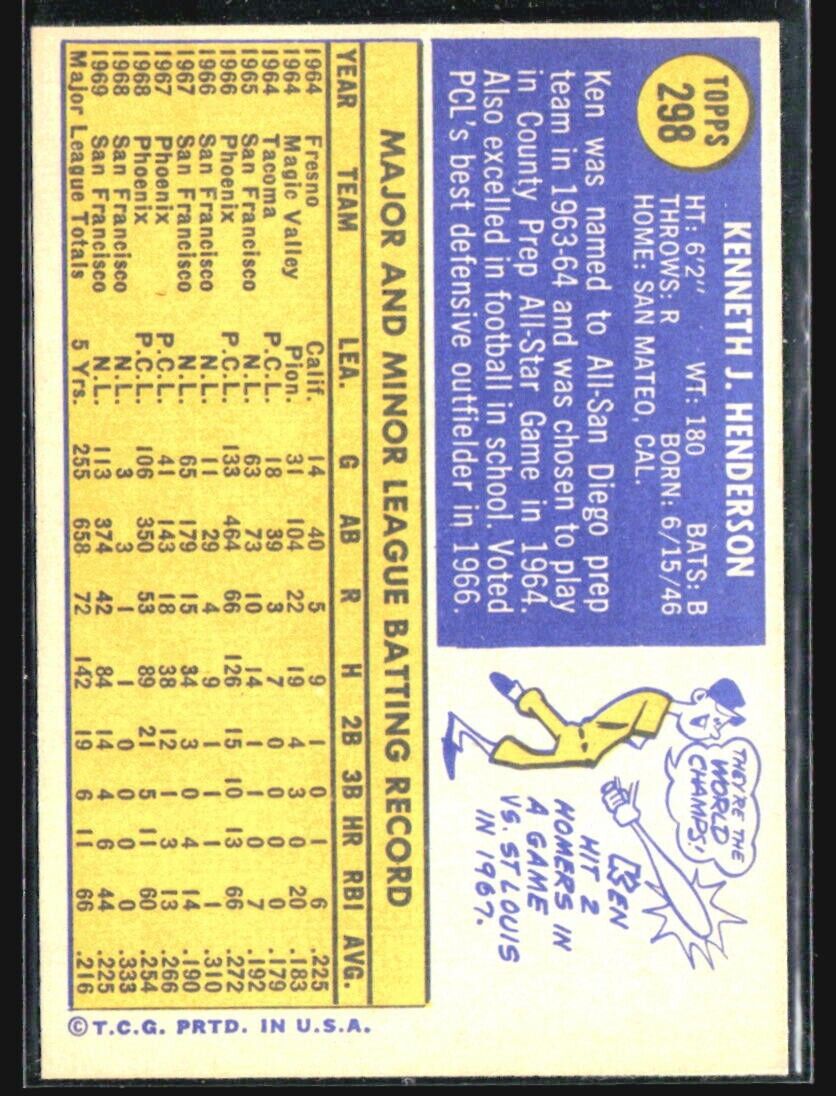 TOPPS
298
KENNETH J. HENDERSON
HT: 6'2" WT: 180 BATS: B
THROWS: R BORN: 6/15/46
HOME: SAN MATEO, CAL.
Ken was named to All-San Diego prep
team in 1963-64 and was chosen to play
in County Prep All-Star Game in 1964.
Also excelled in football in school. Voted
PCL's best defensive outfielder in 1966.
THEY'RE THE
WORLD
CHAMPS!
KEN
HIT 2
HOMERS IN
A GAME
VS. ST LOUIS
IN 1967.
MAJOR AND MINOR LEAGUE BATTING RECORD
YEAR TEAM LEA. G AB R H 2B 3B HR RBI AVG.
1964 Fresno Calif. 14 40 5 9 1 0 1 6 .225
1964 Magic Valley Pion. 31 104 22 19 4 3 1 20 .183
1964 Tacoma P.C.L. 18 39 3 7 0 0 0 0 .179
1965 San Francisco N.L. 63 73 10 14 1 1 0 7 .192
1966 Phoenix P.C.L. 133 464 66 126 15 10 13 66 .272
1966 San Francisco N.L. 11 29 4 9 1 1 1 1 .310
1967 San Francisco N.L. 65 179 15 34 3 0 4 14 .190
1967 Phoenix P.C.L. 41 143 18 38 12 1 3 13 .266
1968 Phoenix P.C.L. 106 350 53 89 21 5 11 60 .254
1968 San Francisco N.L. 3 3 1 1 0 0 0 0 .333
1969 San Francisco N.L. 113 374 42 84 14 4 6 44 .225
Major League Totals 5 Yrs. 255 658 72 142 19 6 11 66 .216
© T.C.G. PRTD. IN U.S.A.